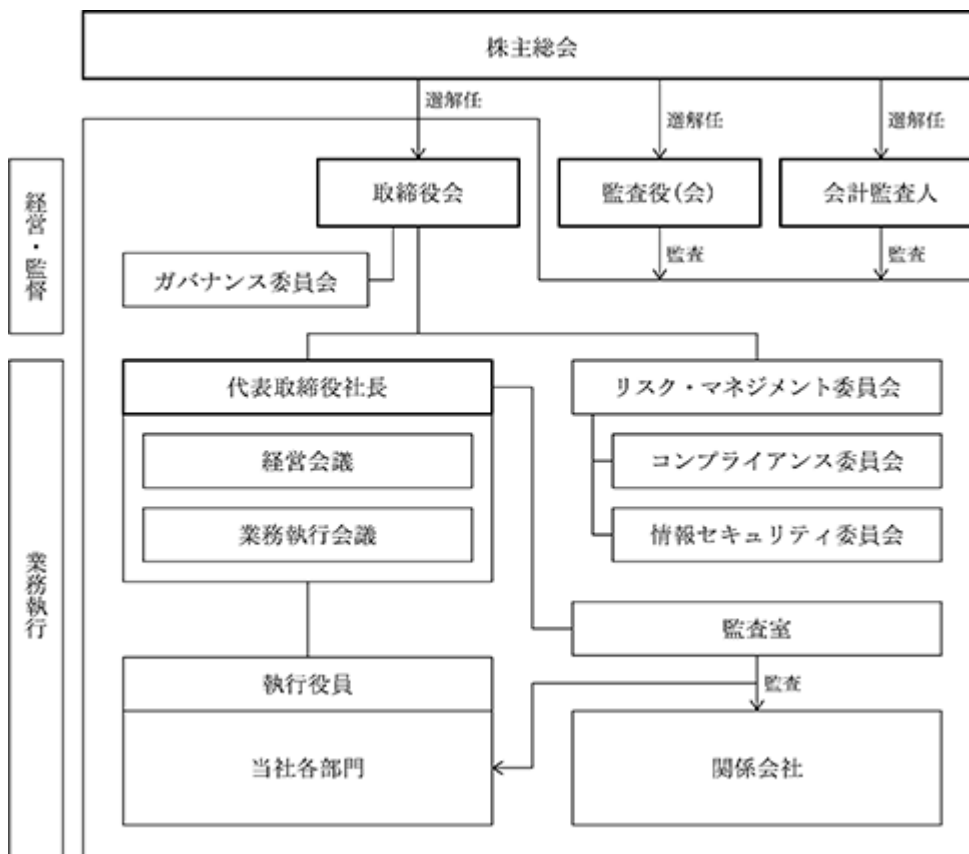 株主総会
選解任
選解任
選解任
経営・監督
取締役会
監査役(会)
会計監査人
監査
監査
ガバナンス委員会
業務執行
代表取締役社長
リスク・マネジメント委員会
経営会議
コンプライアンス委員会
業務執行会議
情報セキュリティ委員会
監査室
執行役員
監査
当社各部門
関係会社